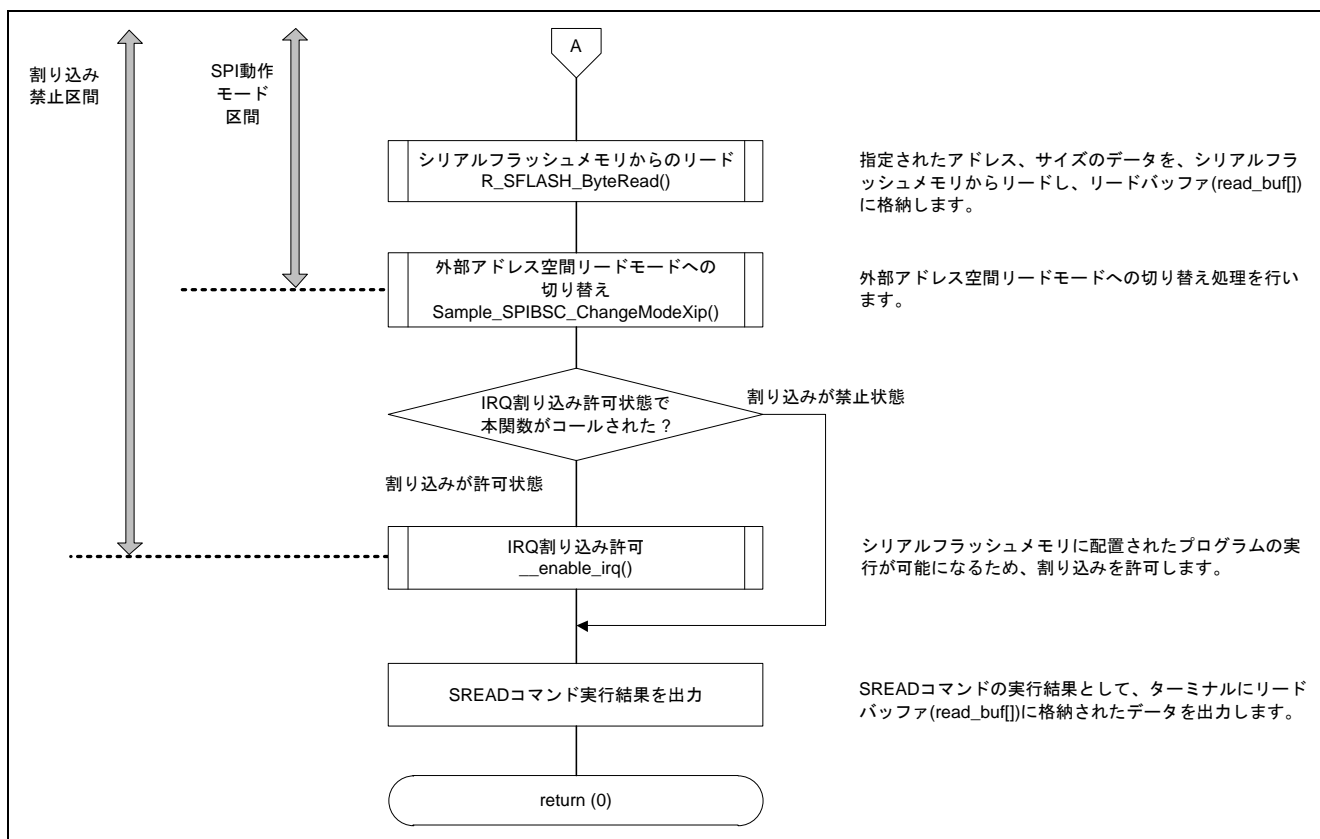 A
割り込み
禁止区間
SPI動作
モード
区間
シリアルフラッシュメモリからのリード
R_SFLASH_ByteRead()
指定されたアドレス、サイズのデータを、シリアルフラ
ッシュメモリからリードし、リードバッファ(read_buf[])
に格納します。
外部アドレス空間リードモードへの
切り替え
Sample_SPIBSC_ChangeModeXip()
外部アドレス空間リードモードへの切り替え処理を行い
ます。
IRQ割り込み許可状態で
本関数がコールされた？
割り込みが禁止状態
割り込みが許可状態
IRQ割り込み許可
__enable_irq()
シリアルフラッシュメモリに配置されたプログラムの実
行が可能になるため、割り込みを許可します。
SREADコマンド実行結果を出力
SREADコマンドの実行結果として、ターミナルにリード
バッファ(read_buf[])に格納されたデータを出力します。
return (0)